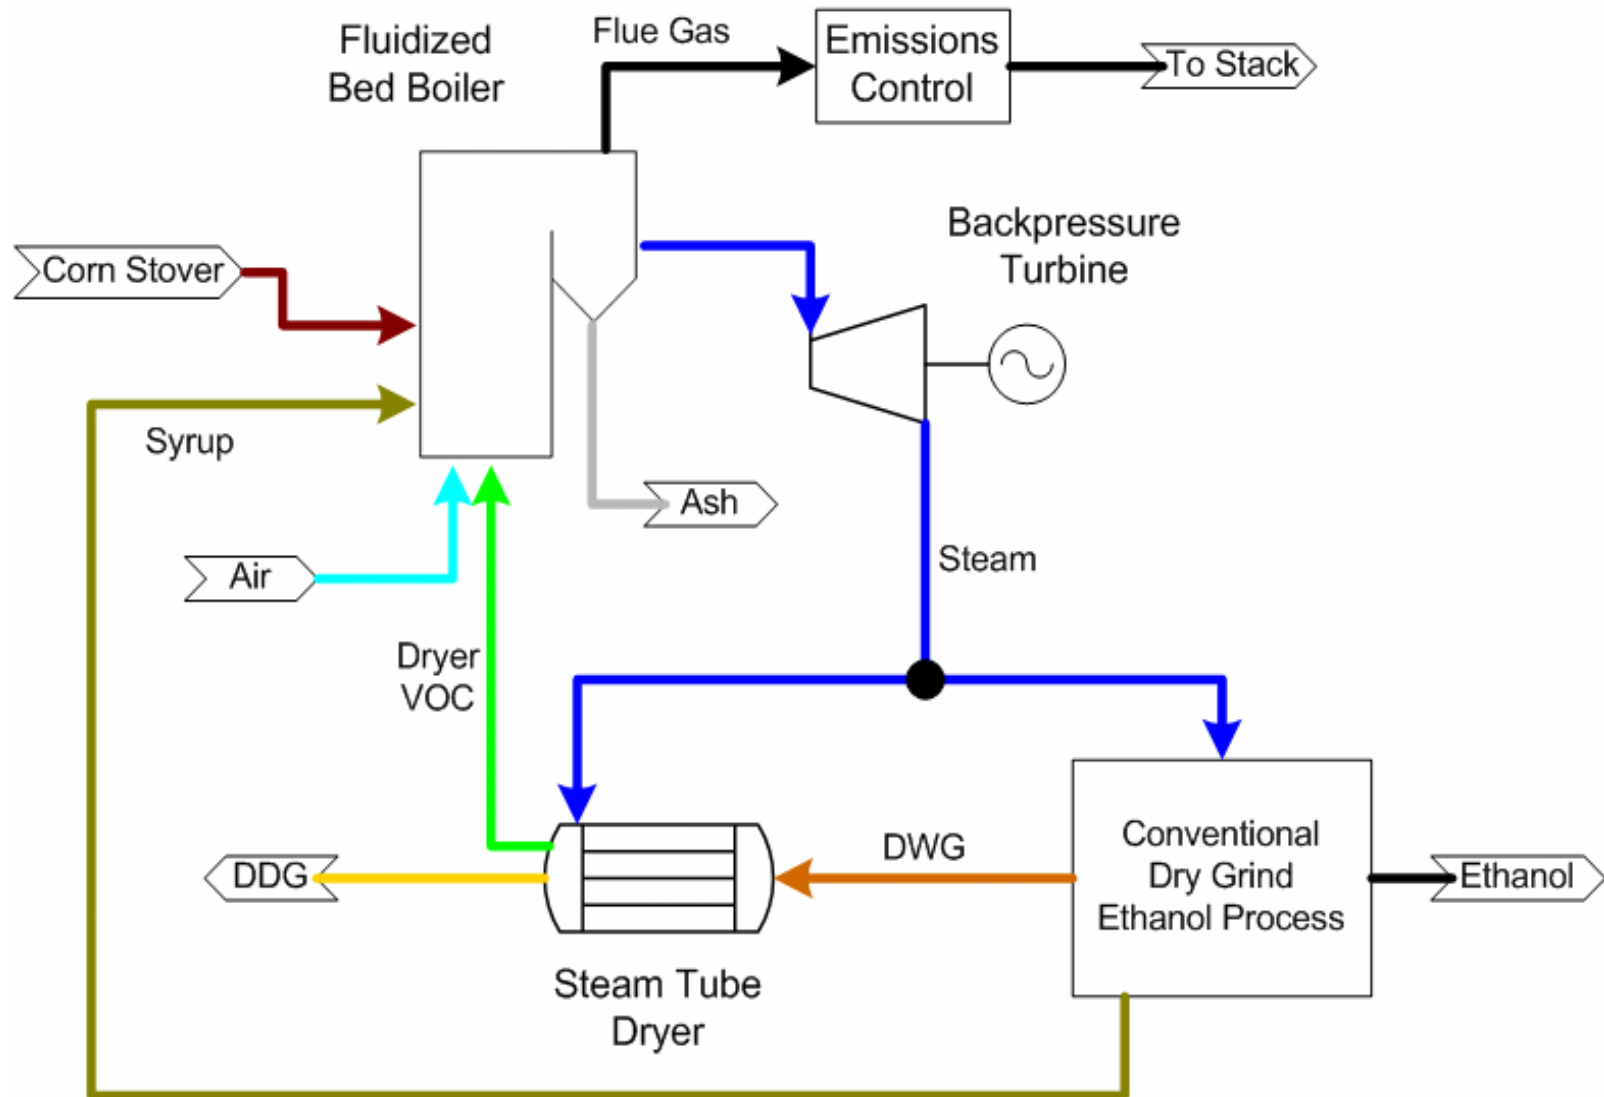 Fluidized
Bed Boiler
Flue Gas
Emissions
Control
To Stack
Backpressure
Turbine
Corn Stover
Syrup
Ash
Air
Steam
Dryer
VOC
DWG
DDG
Conventional
Dry Grind
Ethanol Process
Ethanol
Steam Tube
Dryer